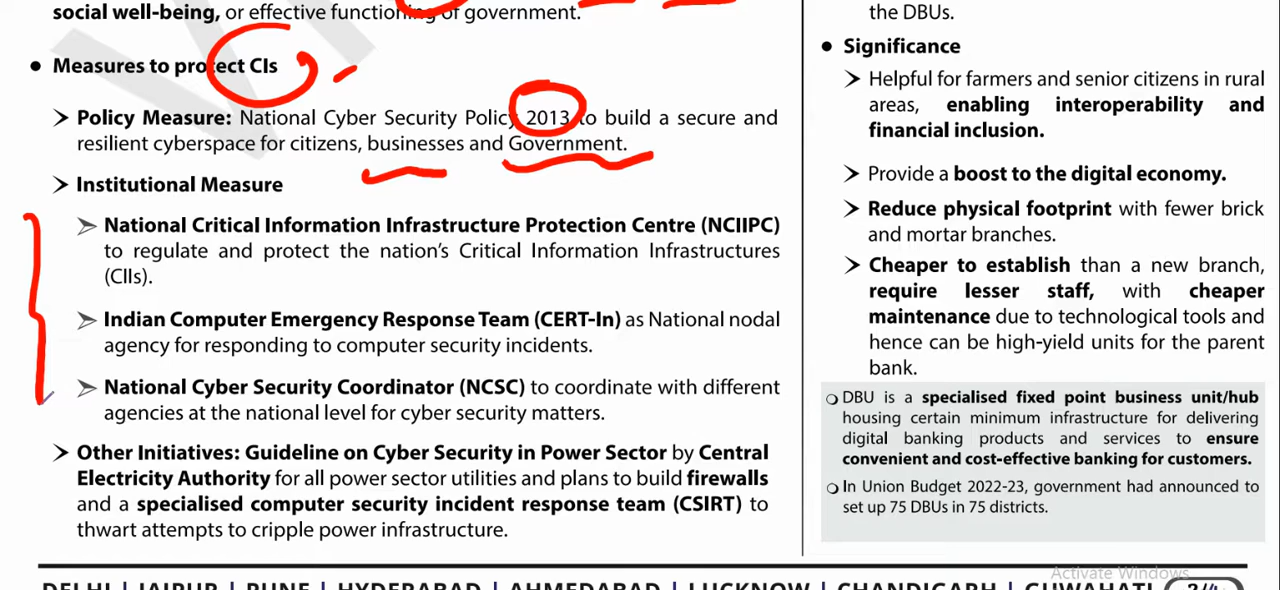 social well-being, or effective functioning of government.
● Measures to protect CIs
➤ Policy Measure: National Cyber Security Policy 2013 to build a secure and
resilient cyberspace for citizens, businesses and Government.
➤ Institutional Measure
➤ National Critical Information Infrastructure Protection Centre (NCIIPC)
to regulate and protect the nation's Critical Information Infrastructures
(CIIs).
➤ Indian Computer Emergency Response Team (CERT-In) as National nodal
agency for responding to computer security incidents.
➤ National Cyber Security Coordinator (NCSC) to coordinate with different
agencies at the national level for cyber security matters.
➤ Other Initiatives: Guideline on Cyber Security in Power Sector by Central
Electricity Authority for all power sector utilities and plans to build firewalls
and a specialised computer security incident response team (CSIRT) to
thwart attempts to cripple power infrastructure.
the DBUs.
● Significance
➤ Helpful for farmers and senior citizens in rural
areas, enabling interoperability and
financial inclusion.
➤ Provide a boost to the digital economy.
➤ Reduce physical footprint with fewer brick
and mortar branches.
➤ Cheaper to establish than a new branch,
require lesser staff, with cheaper
maintenance due to technological tools and
hence can be high-yield units for the parent
bank.
❍ DBU is a specialised fixed point business unit/hub
housing certain minimum infrastructure for delivering
digital banking products and services to ensure
convenient and cost-effective banking for customers.
❍ In Union Budget 2022-23, government had announced to
set up 75 DBUs in 75 districts.
Activate Windows
DELHI | JAIPUR | PUNE | HYDERABAD | AHMEDABAD | LUCKNOW | CHANDIGARH | GUWAHATI